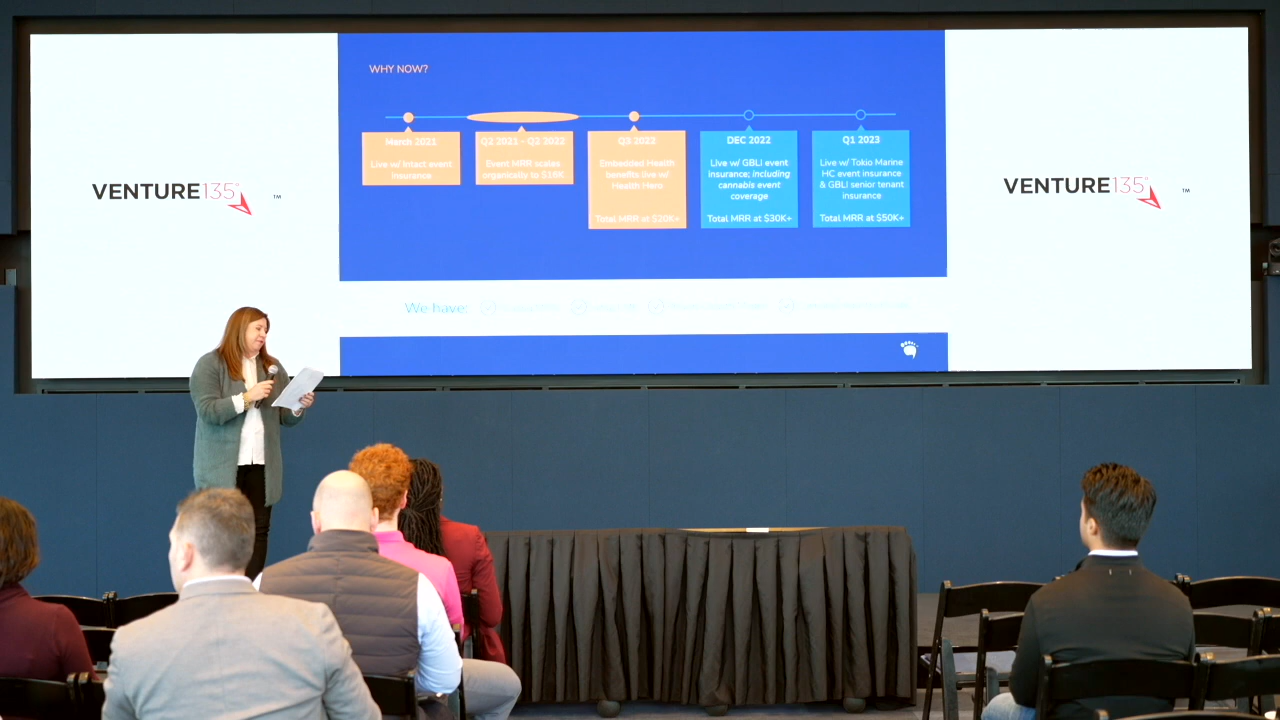 WHY NOW?
March 2021
Live w/ Intact event
insurance
Q2 2021 - Q2 2022
Event MRR scales
organically to $16K
Q3 2022
Embedded Health
benefits live w/
Health Hero
Total MRR at $20K+
DEC 2022
Live w/ GBLI event
insurance; including
cannabis event
coverage
Total MRR at $30K+
Q1 2023
Live w/ Tokio Marine
HC event insurance
& GBLI senior tenant
insurance
Total MRR at $50K+
VENTURE135° ™
VENTURE135° ™
We have: